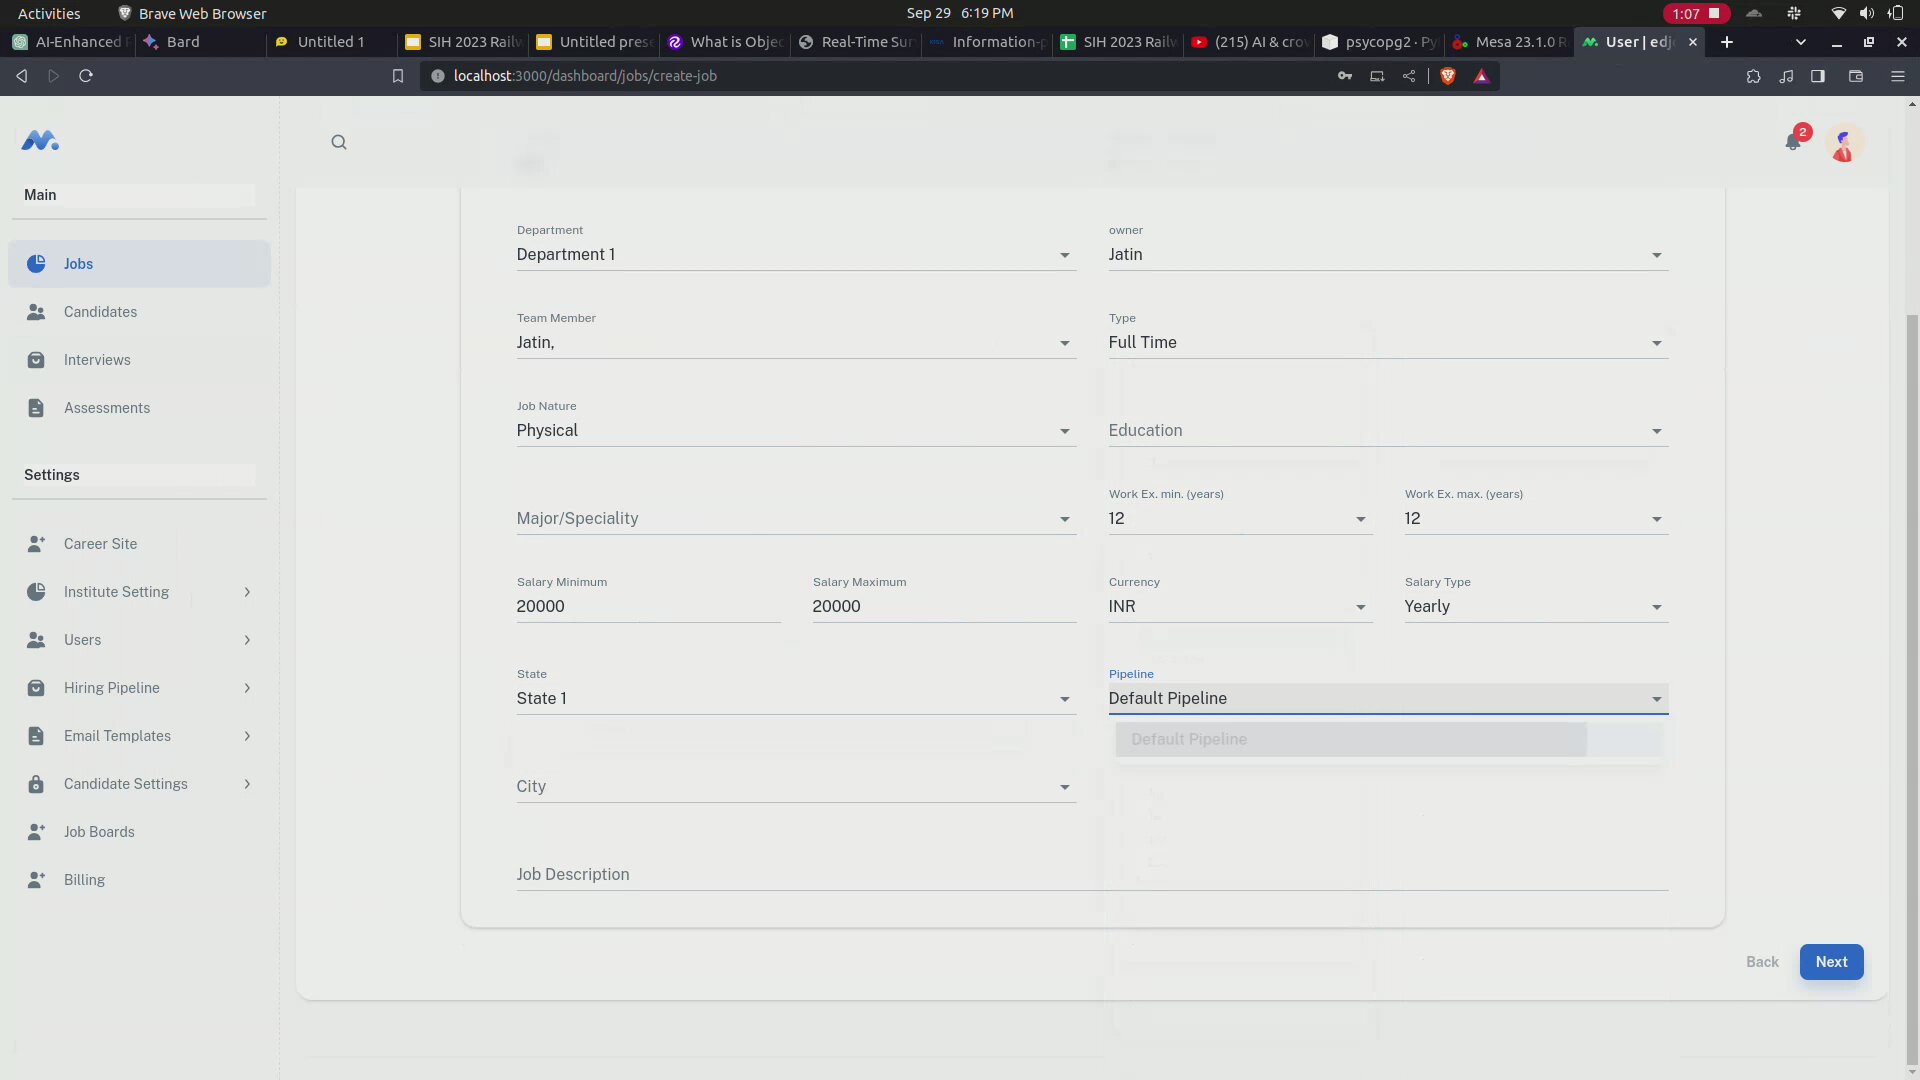 Activities
Brave Web Browser
Sep 29 6:19 PM
1:07
AI-Enhanced
Bard
Untitled 1
SIH 2023 Railw
Untitled prese
What is Objec
Real-Time Sur
Information-p
SIH 2023 Railw
(215) AI & crow
psycopg2 · Py
Mesa 23.1.0 R
User | edj
localhost:3000/dashboard/jobs/create-job
2
Main
Jobs
Candidates
Interviews
Assessments
Settings
Career Site
Institute Setting
Users
Hiring Pipeline
Email Templates
Candidate Settings
Job Boards
Billing
Department
Department 1
owner
Jatin
Team Member
Jatin,
Type
Full Time
Job Nature
Physical
Education
Major/Speciality
Work Ex. min. (years)
12
Work Ex. max. (years)
12
Salary Minimum
20000
Salary Maximum
20000
Currency
INR
Salary Type
Yearly
State
State 1
Pipeline
Default Pipeline
Default Pipeline
City
Job Description
Back
Next